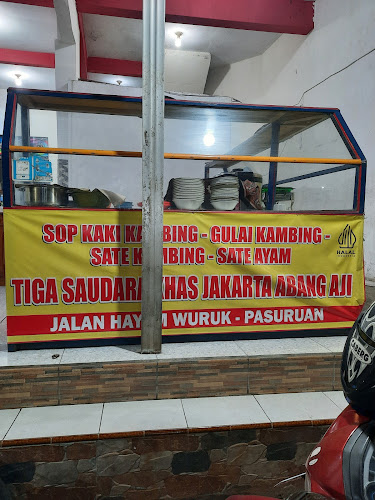 SOP KAKI KAMBING - GULAI KAMBING -
SATE KAMBING - SATE AYAM
HALAL
TIGA SAUDARA KHAS JAKARTA ABANG AJI
JALAN HAYAM WURUK - PASURUAN